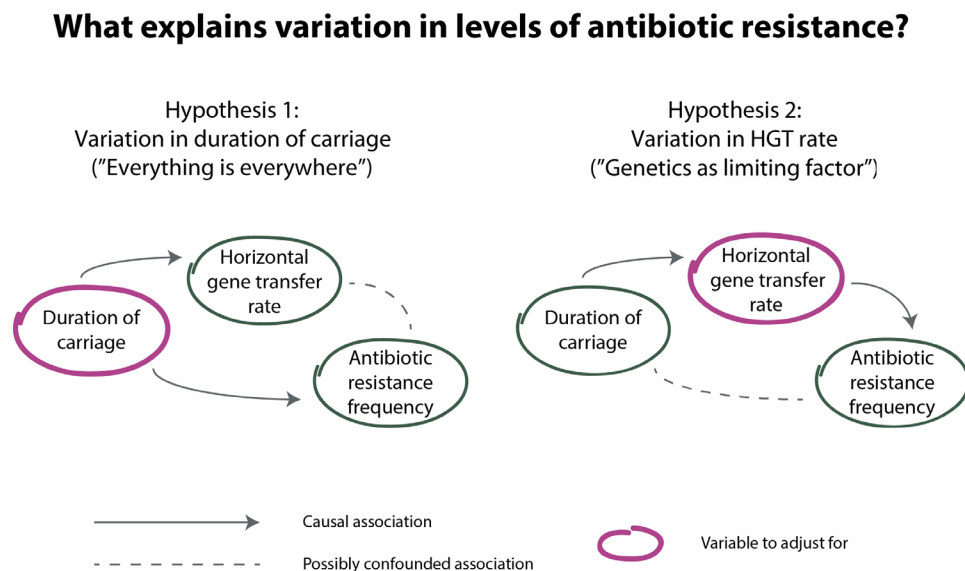 What explains variation in levels of antibiotic resistance?
Hypothesis 1:
Variation in duration of carriage
("Everything is everywhere")
Horizontal
gene transfer
rate
Duration of
carriage
Antibiotic
resistance
frequency
Hypothesis 2:
Variation in HGT rate
("Genetics as limiting factor")
Horizontal
gene transfer
rate
Duration of
carriage
Antibiotic
resistance
frequency
Causal association
Possibly confounded association
Variable to adjust for